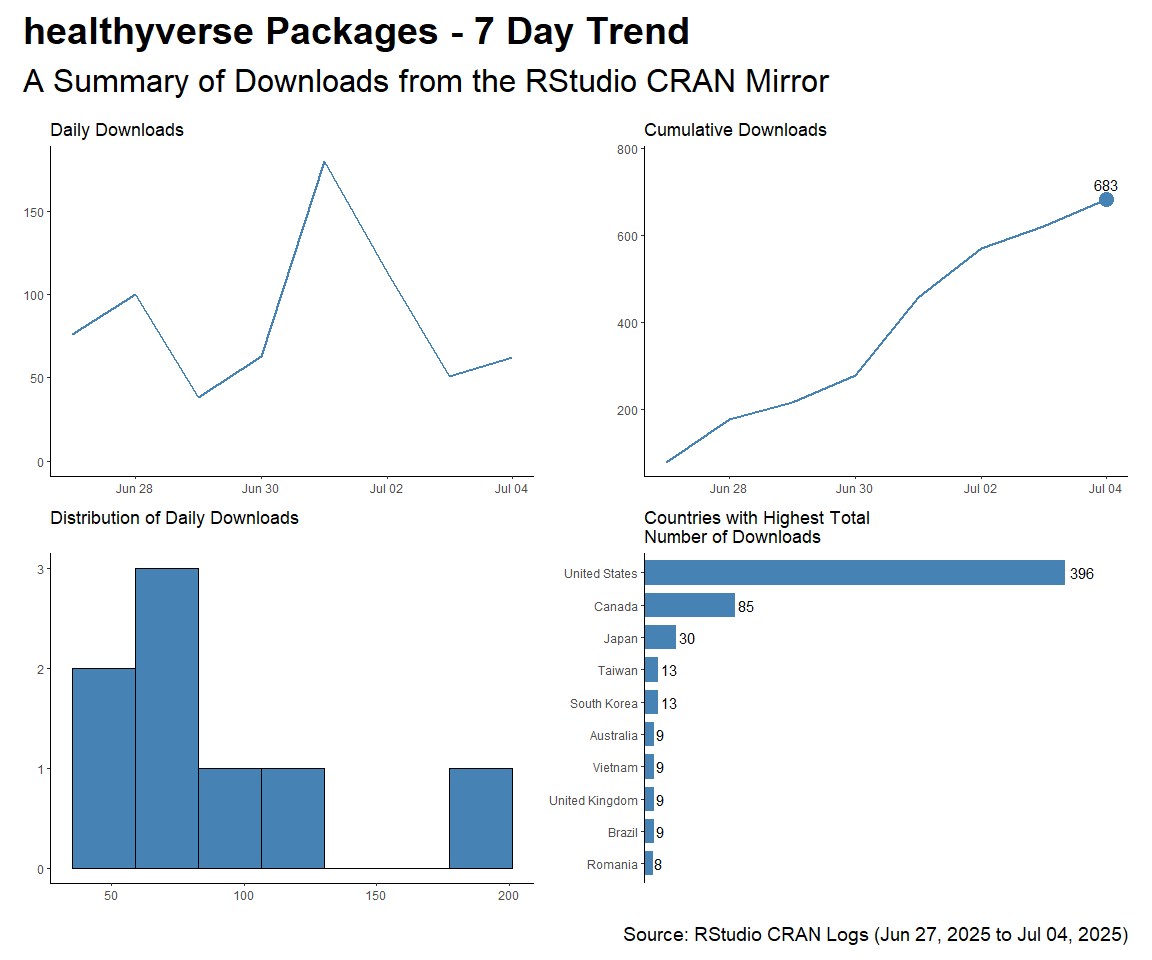 healthyverse Packages - 7 Day Trend
A Summary of Downloads from the RStudio CRAN Mirror
Daily Downloads
150
100
50
0
Jun 28 Jun 30 Jul 02 Jul 04
Cumulative Downloads
800
600
400
200
683
Jun 28 Jun 30 Jul 02 Jul 04
Distribution of Daily Downloads
3
2
1
0
50 100 150 200
Countries with Highest Total
Number of Downloads
United States 396
Canada 85
Japan 30
Taiwan 13
South Korea 13
Australia 9
Vietnam 9
United Kingdom 9
Brazil 9
Romania 8
Source: RStudio CRAN Logs (Jun 27, 2025 to Jul 04, 2025)